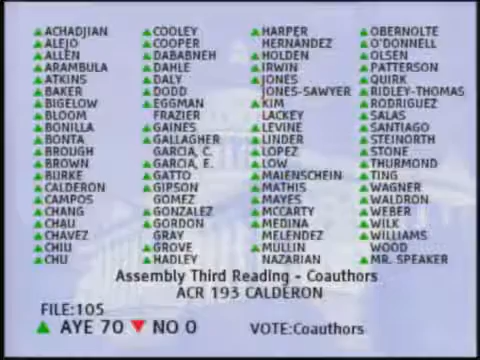 ACHADJIAN COOLEY HARPER OBERNOLTE
ALEJO COOPER HERNÁNDEZ O'DONNELL
ALLEN DABABNEH HOLDEN OLSEN
ARAMBULA DAHLE IRWIN PATTERSON
ATKINS DALY JONES QUIRK
BAKER DODD JONES-SAWYER RIDLEY-THOMAS
BIGELOW EGGMAN KIM RODRIGUEZ
BLOOM FRAZIER LACKEY SALAS
BONILLA GAINES LEVINE SANTIAGO
BONTA GALLAGHER LINDER STEINORTH
BROUGH GARCIA, C. LOPEZ STONE
BROWN GARCIA, E. LOW THURMOND
BURKE GATTO MAIENSCHEIN TING
CALDERON GIPSON MATHIS WAGNER
CAMPOS GOMEZ MAYES WALDRON
CHANG GONZALEZ MCCARTY WEBER
CHAU GORDON MEDINA WILK
CHAVEZ GRAY MELENDEZ WILLIAMS
CHIU GROVE MULLIN WOOD
CHU HADLEY NAZARIAN MR. SPEAKER
Assembly Third Reading - Coauthors
ACR 193 CALDERON
FILE:105
AYE 70 NO 0 VOTE:Coauthors